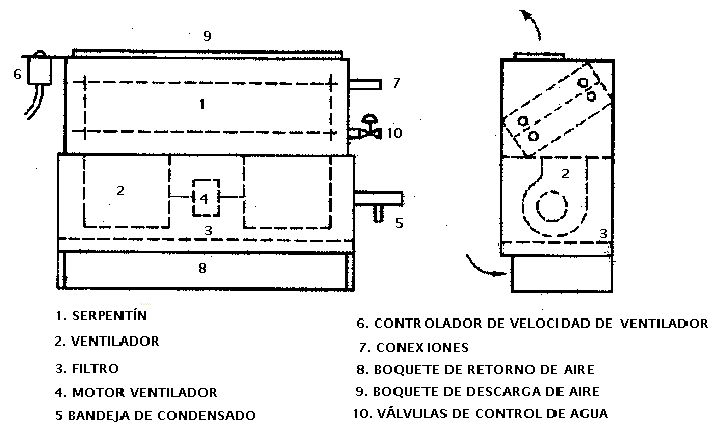 9
6
7
1
10
2
2
4
5
3
3
8
1. SERPENTÍN
2. VENTILADOR
3. FILTRO
4. MOTOR VENTILADOR
5 BANDEJA DE CONDENSADO
6. CONTROLADOR DE VELOCIDAD DE VENTILADOR
7. CONEXIONES
8. BOQUETE DE RETORNO DE AIRE
9. BOQUETE DE DESCARGA DE AIRE
10. VÁLVULAS DE CONTROL DE AGUA